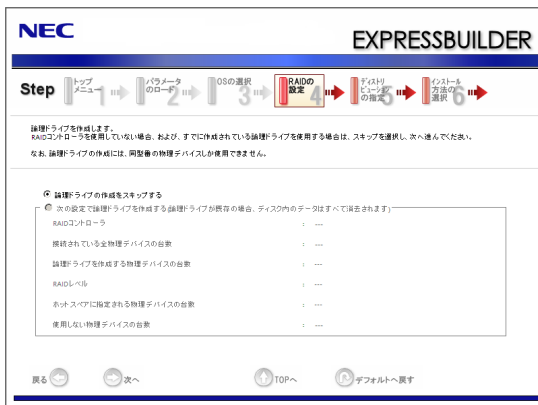 NEC
EXPRESSBUILDER
Step
トップ
メニュー 1
パラメータ
のロード 2
OSの選択
3
RAIDの
設定 4
ディストリ
ビューション
の指定 5
インストール
方法の
選択 6
論理ドライブを作成します。
RAIDコントローラを使用していない場合、および、すでに作成されている論理ドライブを使用する場合は、スキップを選択し、次へ進んでください。
なお、論理ドライブの作成には、同型番の物理デバイスしか使用できません。
論理ドライブの作成をスキップする
次の設定で論理ドライブを作成する(論理ドライブが既存の場合、ディスク内のデータはすべて消去されます)
RAIDコントローラ : ---
接続されている全物理デバイスの台数 : ---
論理ドライブを作成する物理デバイスの台数 : ---
RAIDレベル : ---
ホットスペアに指定される物理デバイスの台数 : ---
使用しない物理デバイスの台数 : ---
戻る 次へ TOPへ デフォルトへ戻す